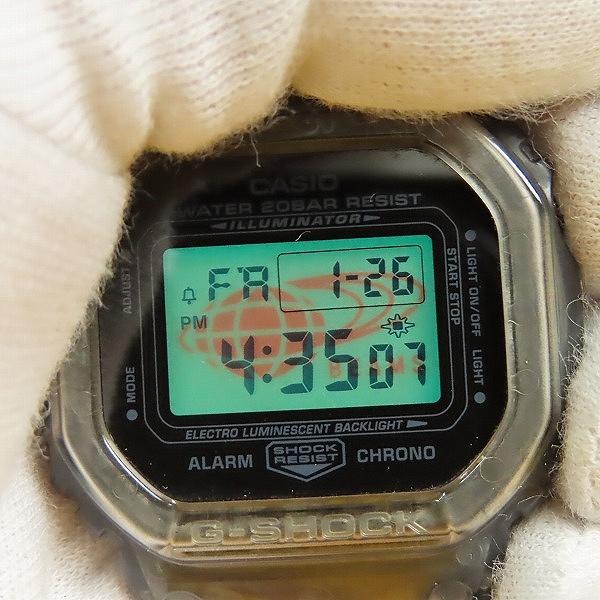 CASIO
WATER 20BAR RESIST
ILLUMINATOR
ADJUST
MODE
LIGHT ON/OFF
START STOP
LIGHT
FR 1-26
PM
4:35 07
BEAMS
ELECTRO LUMINESCENT BACKLIGHT
ALARM
SHOCK
RESIST
CHRONO
G-SHOCK